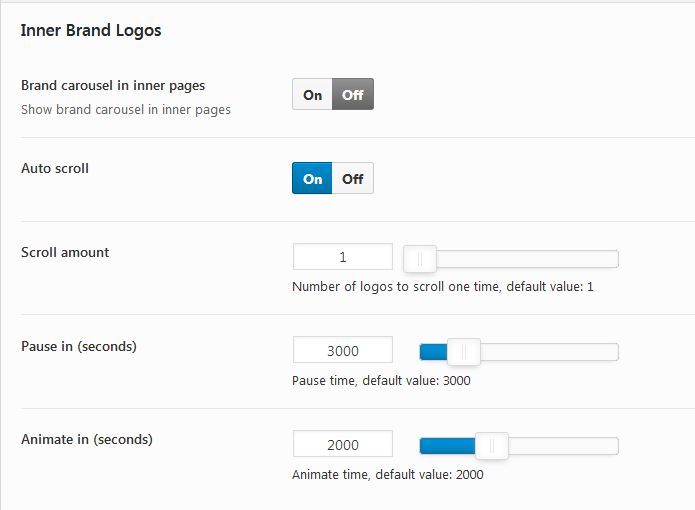 Inner Brand Logos
Brand carousel in inner pages
On Off
Show brand carousel in inner pages
Auto scroll
On Off
Scroll amount
1
Number of logos to scroll one time, default value: 1
Pause in (seconds)
3000
Pause time, default value: 3000
Animate in (seconds)
2000
Animate time, default value: 2000